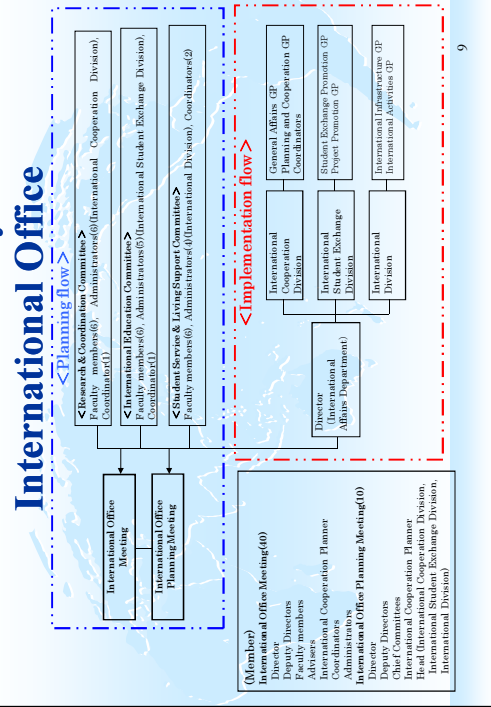 International Office
<Planning flow>
<Research & Coordination Committee>
Faculty members(6), Administrators(6)(International Cooperation Division),
Coordinator(1)
<International Education Committee>
Faculty members(6), Administrators(5)(International Student Exchange Division),
Coordinator(1)
<Student Service & Living Support Committee>
Faculty members(6), Administrators(4)(International Division), Coordinators(2)
International Office
Meeting
International Office
Planning Meeting
<Implementation flow>
Director
(International
Affairs Department)
International
Cooperation
Division
General Affairs GP
Planning and Cooperation GP
Coordinators
International
Student Exchange
Division
Student Exchange Promotion GP
Project Promotion GP
International
Division
International Infrastructure GP
International Activities GP
(Member)
International Office Meeting(40)
Director
Deputy Directors
Faculty members
Advisers
International Cooperation Planner
Coordinators
Administrators
International Office Planning Meeting(10)
Director
Deputy Directors
Chief Committees
International Cooperation Planner
Head (International Cooperation Division,
International Student Exchange Division,
International Division)
9